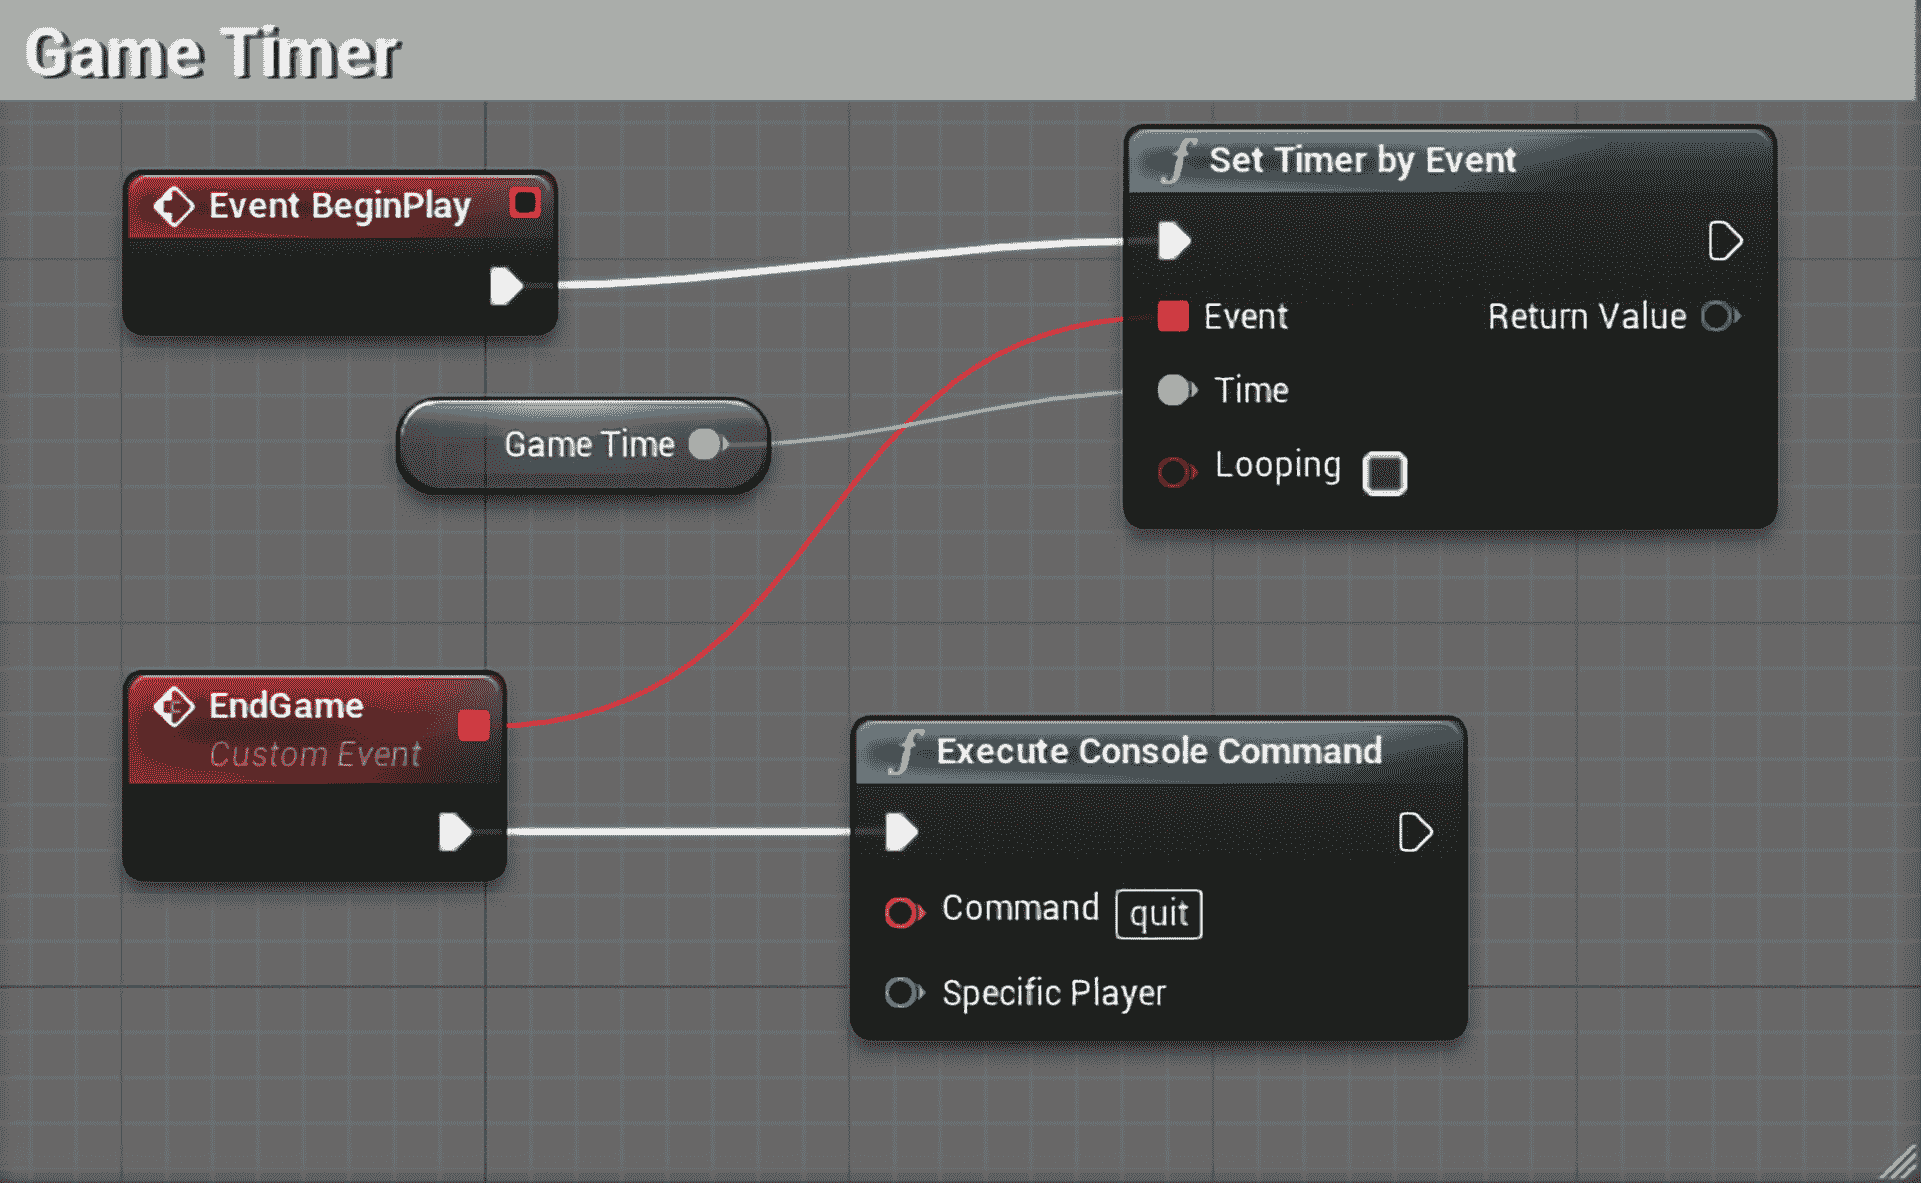 Game Timer
Event BeginPlay
Set Timer by Event
Event
Return Value
Time
Looping
Game Time
EndGame
Custom Event
Execute Console Command
Command quit
Specific Player